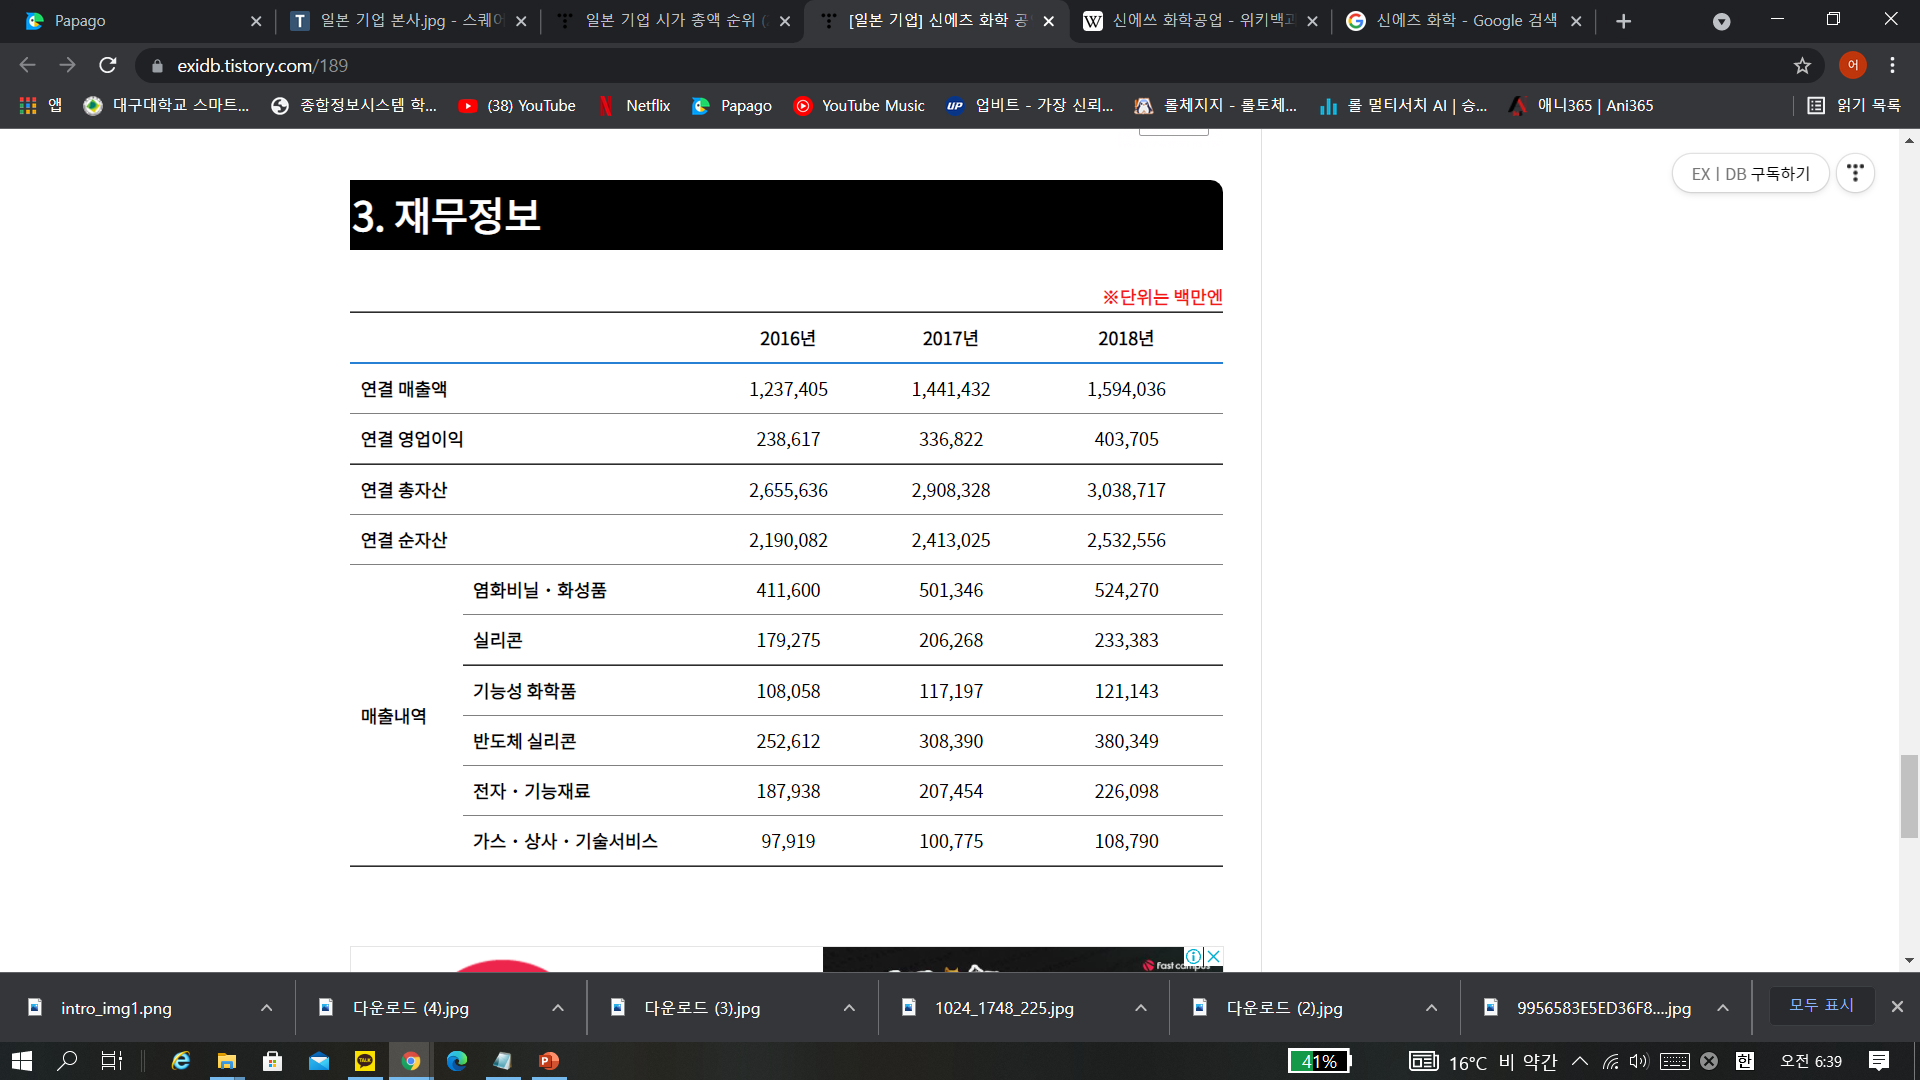 Papago
일본 기업 본사.jpg - 스퀘어
일본 기업 시가 총액 순위 (
[일본 기업] 신에츠 화학 공
신에쓰 화학공업 - 위키백과
신에츠 화학 - Google 검색
exidb.tistory.com/189
어
앱
대구대학교 스마트...
종합정보시스템 학...
(38) YouTube
Netflix
Papago
YouTube Music
UP
업비트 - 가장 신뢰...
롤체지지 - 롤토체...
롤 멀티서치 AI | 승...
애니365 | Ani365
읽기 목록
EX|DB 구독하기
3. 재무정보
※단위는 백만엔
2016년 2017년 2018년
연결 매출액 1,237,405 1,441,432 1,594,036
연결 영업이익 238,617 336,822 403,705
연결 총자산 2,655,636 2,908,328 3,038,717
연결 순자산 2,190,082 2,413,025 2,532,556
매출내역
염화비닐・화성품 411,600 501,346 524,270
실리콘 179,275 206,268 233,383
기능성 화학품 108,058 117,197 121,143
반도체 실리콘 252,612 308,390 380,349
전자・기능재료 187,938 207,454 226,098
가스・상사・기술서비스 97,919 100,775 108,790
Fast campus
intro_img1.png
다운로드 (4).jpg
다운로드 (3).jpg
1024_1748_225.jpg
다운로드 (2).jpg
9956583E5ED36F8....jpg
모두 표시
TALK
41%
16°C 비 약간
한
오전 6:39